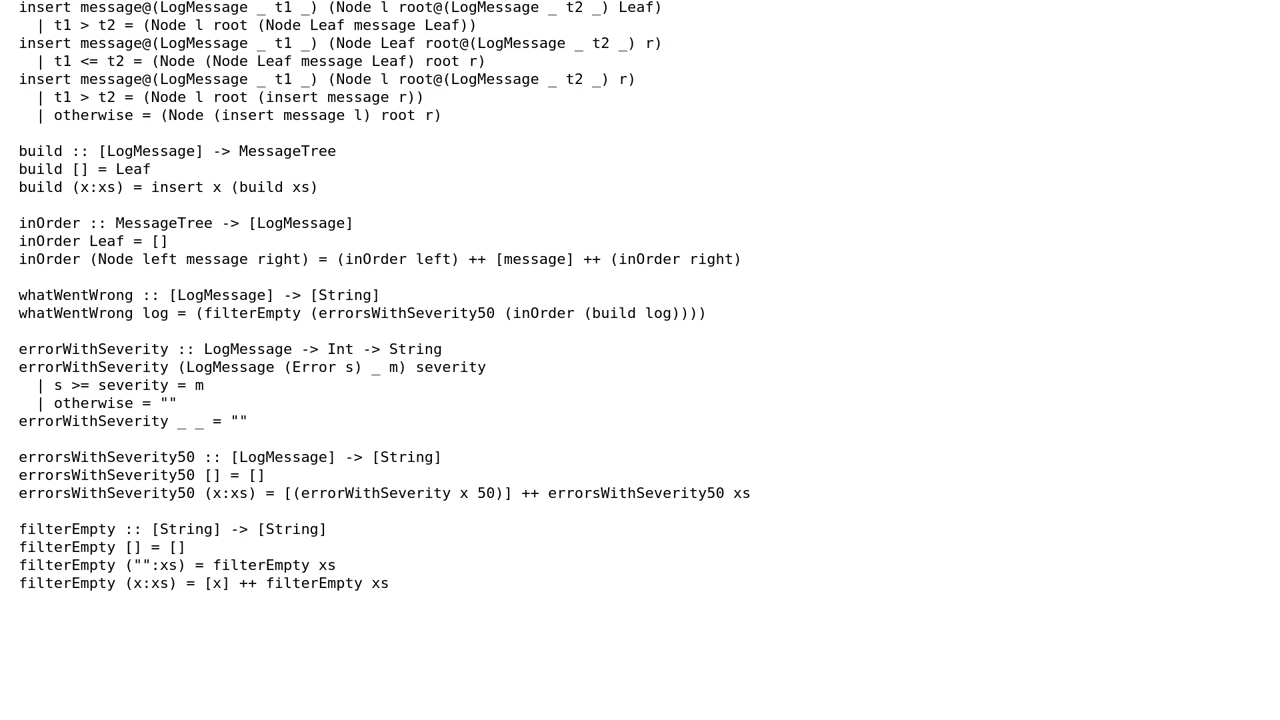 insert message@(LogMessage _ t1 _) (Node l root@(LogMessage _ t2 _) Leaf)
  | t1 > t2 = (Node l root (Node Leaf message Leaf))
insert message@(LogMessage _ t1 _) (Node Leaf root@(LogMessage _ t2 _) r)
  | t1 <= t2 = (Node (Node Leaf message Leaf) root r)
insert message@(LogMessage _ t1 _) (Node l root@(LogMessage _ t2 _) r)
  | t1 > t2 = (Node l root (insert message r))
  | otherwise = (Node (insert message l) root r)

build :: [LogMessage] -> MessageTree
build [] = Leaf
build (x:xs) = insert x (build xs)

inOrder :: MessageTree -> [LogMessage]
inOrder Leaf = []
inOrder (Node left message right) = (inOrder left) ++ [message] ++ (inOrder right)

whatWentWrong :: [LogMessage] -> [String]
whatWentWrong log = (filterEmpty (errorsWithSeverity50 (inOrder (build log))))

errorWithSeverity :: LogMessage -> Int -> String
errorWithSeverity (LogMessage (Error s) _ m) severity
  | s >= severity = m
  | otherwise = ""
errorWithSeverity _ _ = ""

errorsWithSeverity50 :: [LogMessage] -> [String]
errorsWithSeverity50 [] = []
errorsWithSeverity50 (x:xs) = [(errorWithSeverity x 50)] ++ errorsWithSeverity50 xs

filterEmpty :: [String] -> [String]
filterEmpty [] = []
filterEmpty ("":xs) = filterEmpty xs
filterEmpty (x:xs) = [x] ++ filterEmpty xs